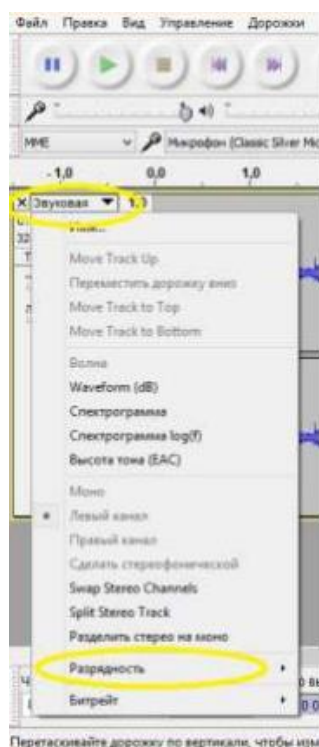 Файл Правка Вид Управление Дорожки
MME Микрофон (Classic Silver Mic
- 1,0 0,0 1,0
X Звуковая ▼ 1,0
Move Track Up
Переместить дорожку вниз
Move Track to Top
Move Track to Bottom
Волна
Waveform (dB)
Спектрограмма
Спектрограмма log(f)
Высота тона (EAC)
Моно
Левый канал
Правый канал
Сделать стереофонической
Swap Stereo Channels
Split Stereo Track
Разделить стерео на моно
Разрядность
Битрейт
Перетаскивайте дорожку по вертикали, чтобы изм